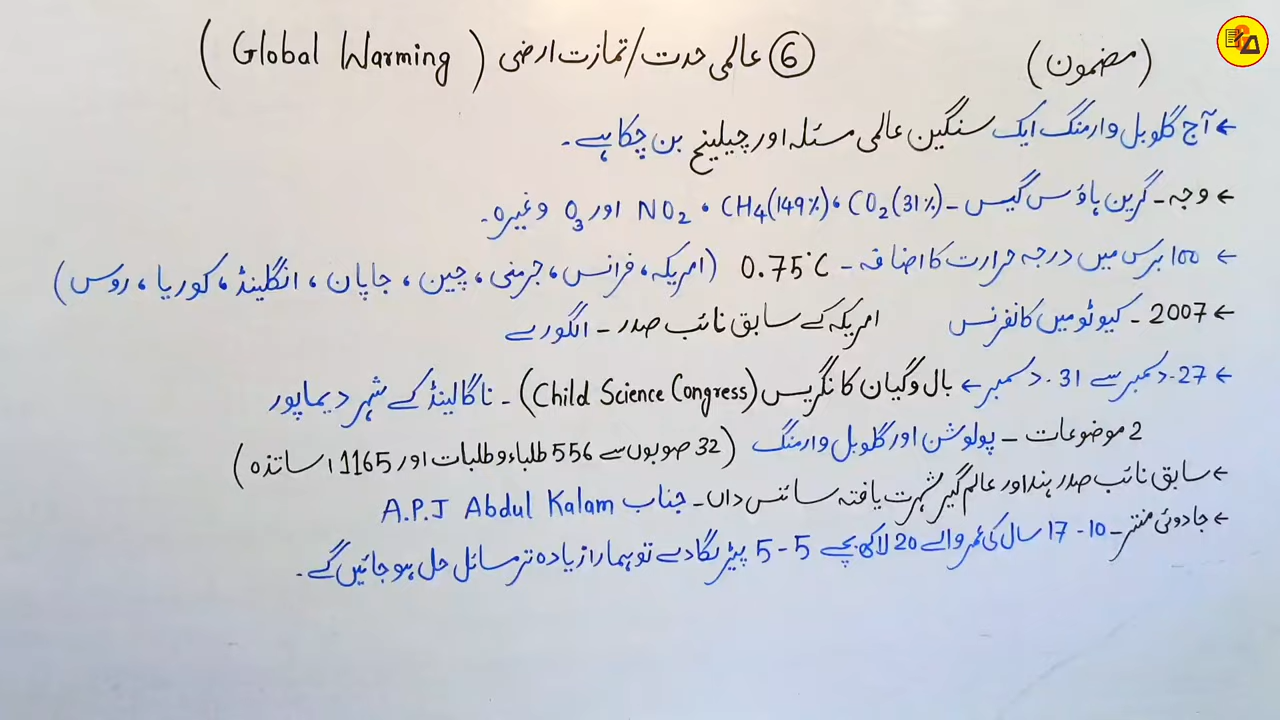 (مضمون) ⑥ عالمی حدت/تمازت ارضی (Global Warming)
← آج گلوبل وارمنگ ایک سنگین عالمی مسئلہ اور چیلینج بن چکا ہے۔
← وجہ - گرین ہاؤس گیس - CO₂(31%)، CH₄(149%)، NO₂ اور O₃ وغیرہ۔
← 100 برس میں درجہ حرارت کا اضافہ - 0.75°C (امریکہ، فرانس، جرمنی، چین، جاپان، انگلینڈ، کوریا، روس)
← 2007 - کیوٹو میں کانفرنس امریکہ کے سابق نائب صدر - الگورے
← 27.دسمبر سے 31.دسمبر ← بال وگیان کانگریس (Child Science Congress) - ناگالینڈ کے شہر دیماپور
2 موضوعات - پولوشن اور گلوبل وارمنگ (32 صوبوں سے 556 طلباء و طلبات اور 1165 اساتذہ)
← سابق نائب صدر ہند اور عالم گیر شہرت یافتہ سائنس داں - جناب A.P.J Abdul Kalam
← جادوئی منتر - 10-17 سال کی عمر والے 20 لاکھ بچے 5-5 پیڑ لگا دے تو ہمارا زیادہ تر مسائل حل ہو جائیں گے۔